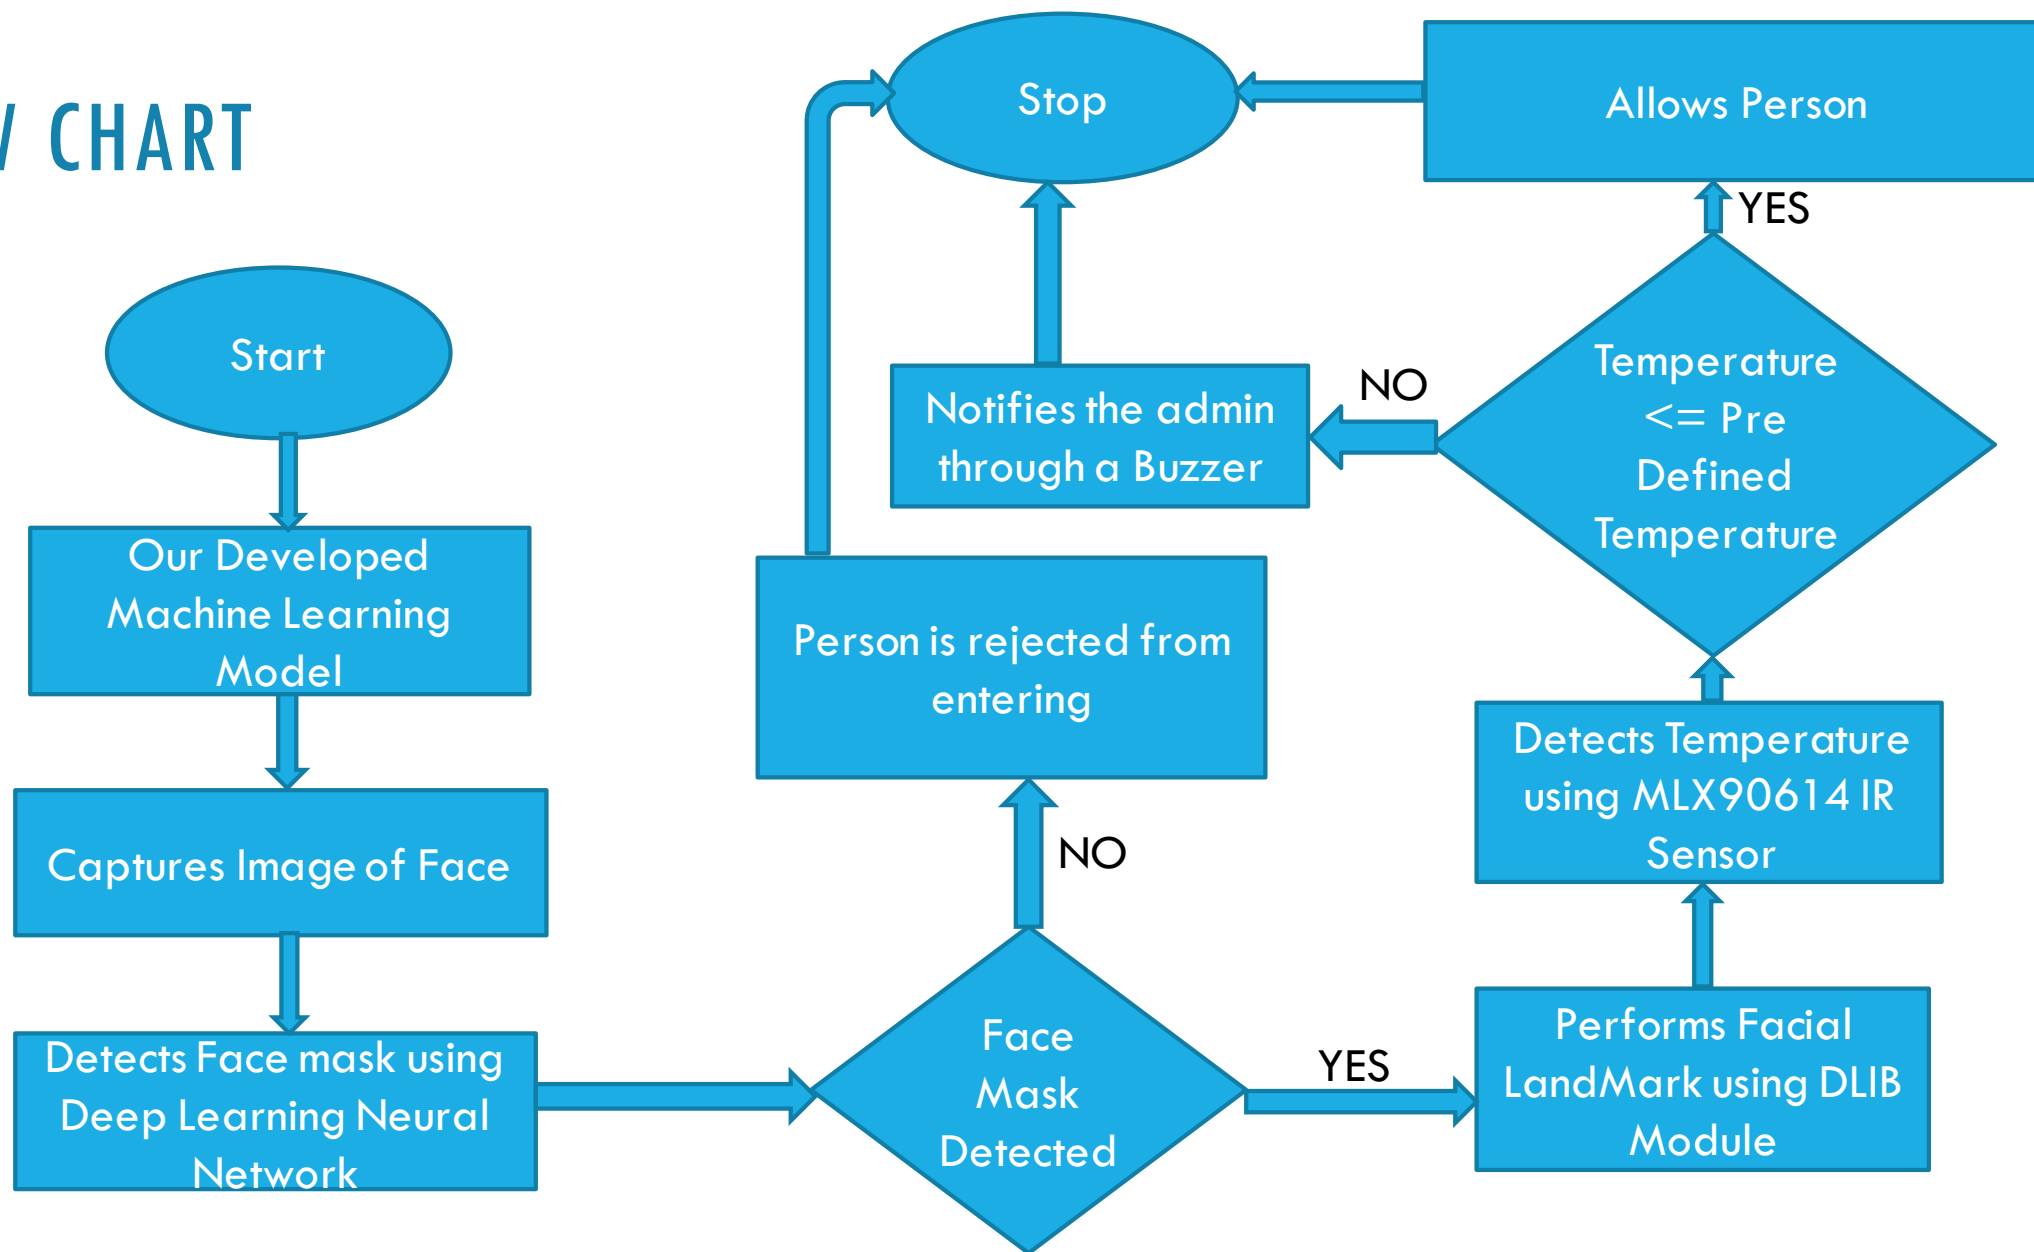 CHART
Start
Our Developed
Machine Learning
Model
Captures Image of Face
Detects Face mask using
Deep Learning Neural
Network
Face
Mask
Detected
NO
Person is rejected from
entering
YES
Performs Facial
LandMark using DLIB
Module
Detects Temperature
using MLX90614 IR
Sensor
Temperature
<= Pre
Defined
Temperature
NO
Notifies the admin
through a Buzzer
YES
Allows Person
Stop